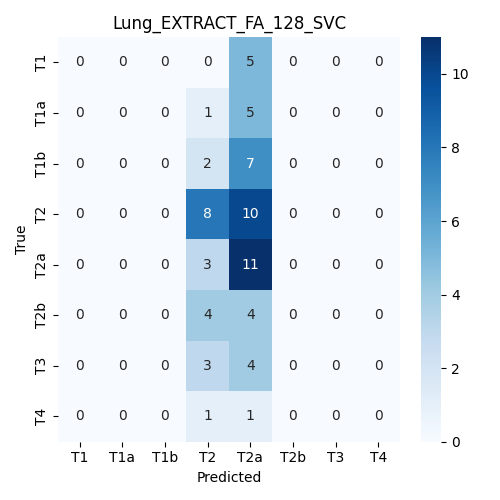 Lung_EXTRACT_FA_128_SVC
T1 0 0 0 0 5 0 0 0
T1a 0 0 0 1 5 0 0 0
T1b 0 0 0 2 7 0 0 0
T2 0 0 0 8 10 0 0 0
T2a 0 0 0 3 11 0 0 0
T2b 0 0 0 4 4 0 0 0
T3 0 0 0 3 4 0 0 0
T4 0 0 0 1 1 0 0 0
T1 T1a T1b T2 T2a T2b T3 T4
Predicted
True
10
8
6
4
2
0